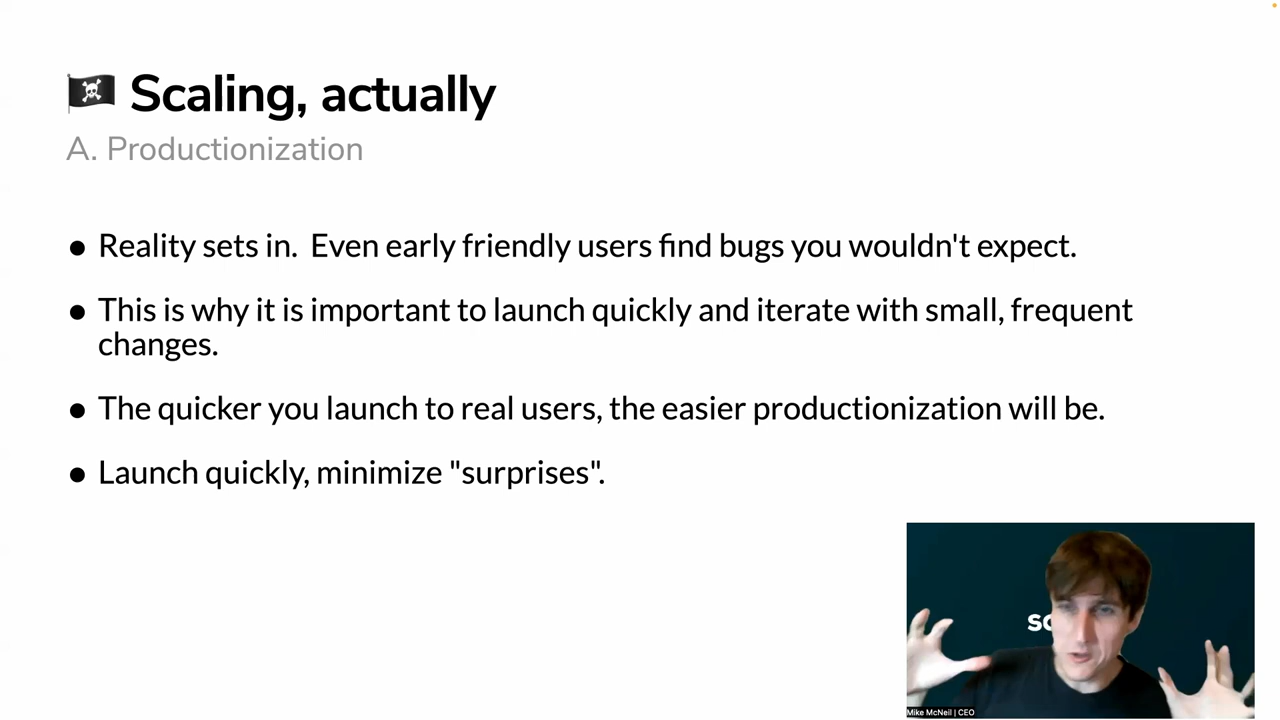 Scaling, actually
A. Productionization
● Reality sets in.  Even early friendly users find bugs you wouldn't expect.
● This is why it is important to launch quickly and iterate with small, frequent
changes.
● The quicker you launch to real users, the easier productionization will be.
● Launch quickly, minimize "surprises".
Mike McNeil | CEO